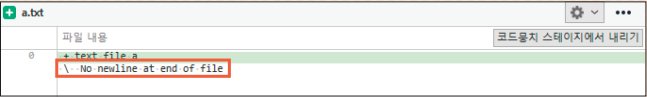 a.txt
파일 내용
코드뭉치 스테이지에서 내리기
0
+ text file a
\ No newline at end of file